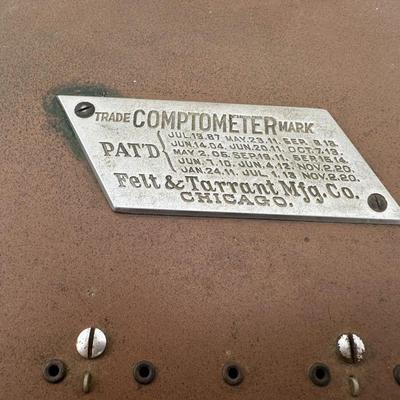 TRADE COMPTOMETER MARK
PAT'D
JUL.19.87 MAY.23.11, SEP. 9.13.
JUN.14.04. JUN.20.11. OCT.7.13.
MAY.2.05. SEP.19.11. SEP.15.14.
JUN.1.10. JUN.4.12. NOV.2.20.
JAN.24.11. JUL.1.13 NOV.2.20.
Felt & Tarrant Mfg. Co.
CHICAGO.